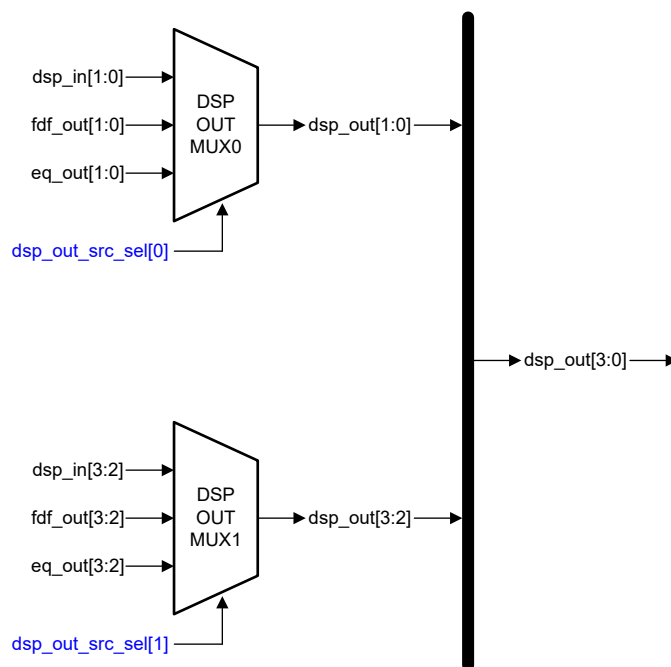 dsp_in[1:0]
fdf_out[1:0]
eq_out[1:0]
DSP
OUT
MUX0
dsp_out[1:0]
dsp_out_src_sel[0]
dsp_out[3:0]
dsp_in[3:2]
fdf_out[3:2]
eq_out[3:2]
DSP
OUT
MUX1
dsp_out[3:2]
dsp_out_src_sel[1]